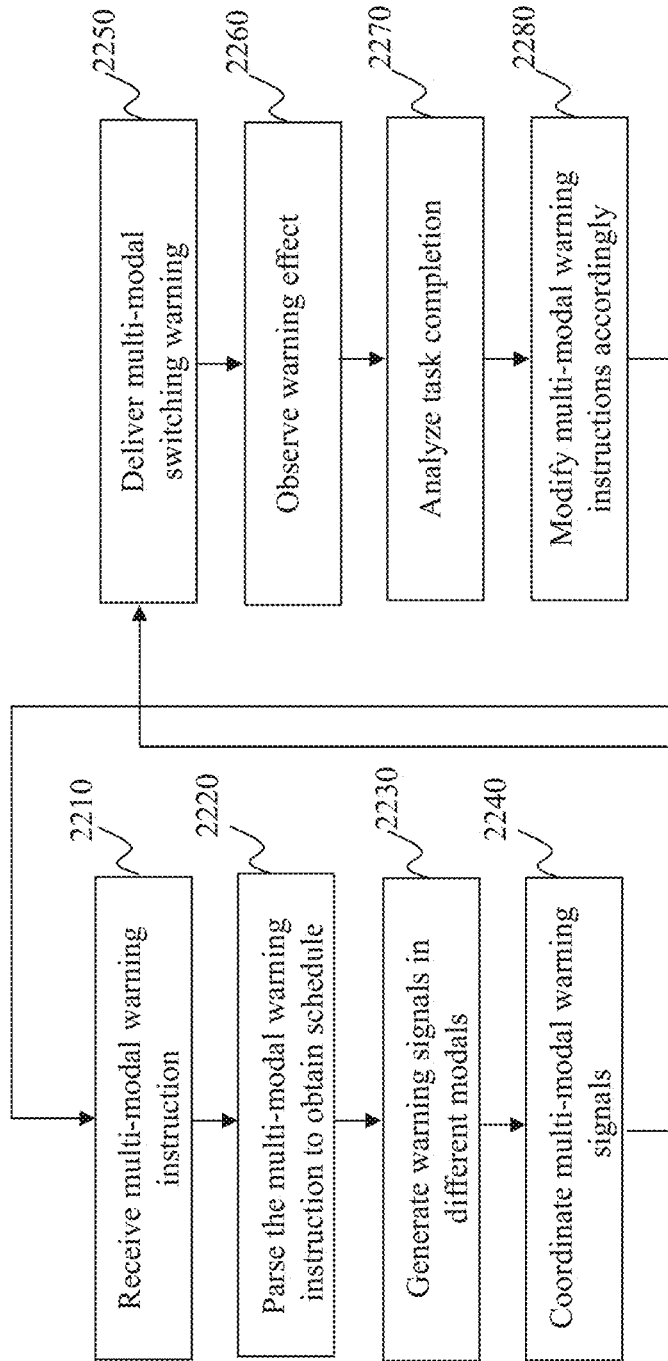 Receive multi-modal warning
instruction
2210
Parse the multi-modal warning
instruction to obtain schedule
2220
Generate warning signals in
different modals
2230
Coordinate multi-modal warning
signals
2240
Deliver multi-modal
switching warning
2250
Observe warning effect
2260
Analyze task completion
2270
Modify multi-modal warning
instructions accordingly
2280